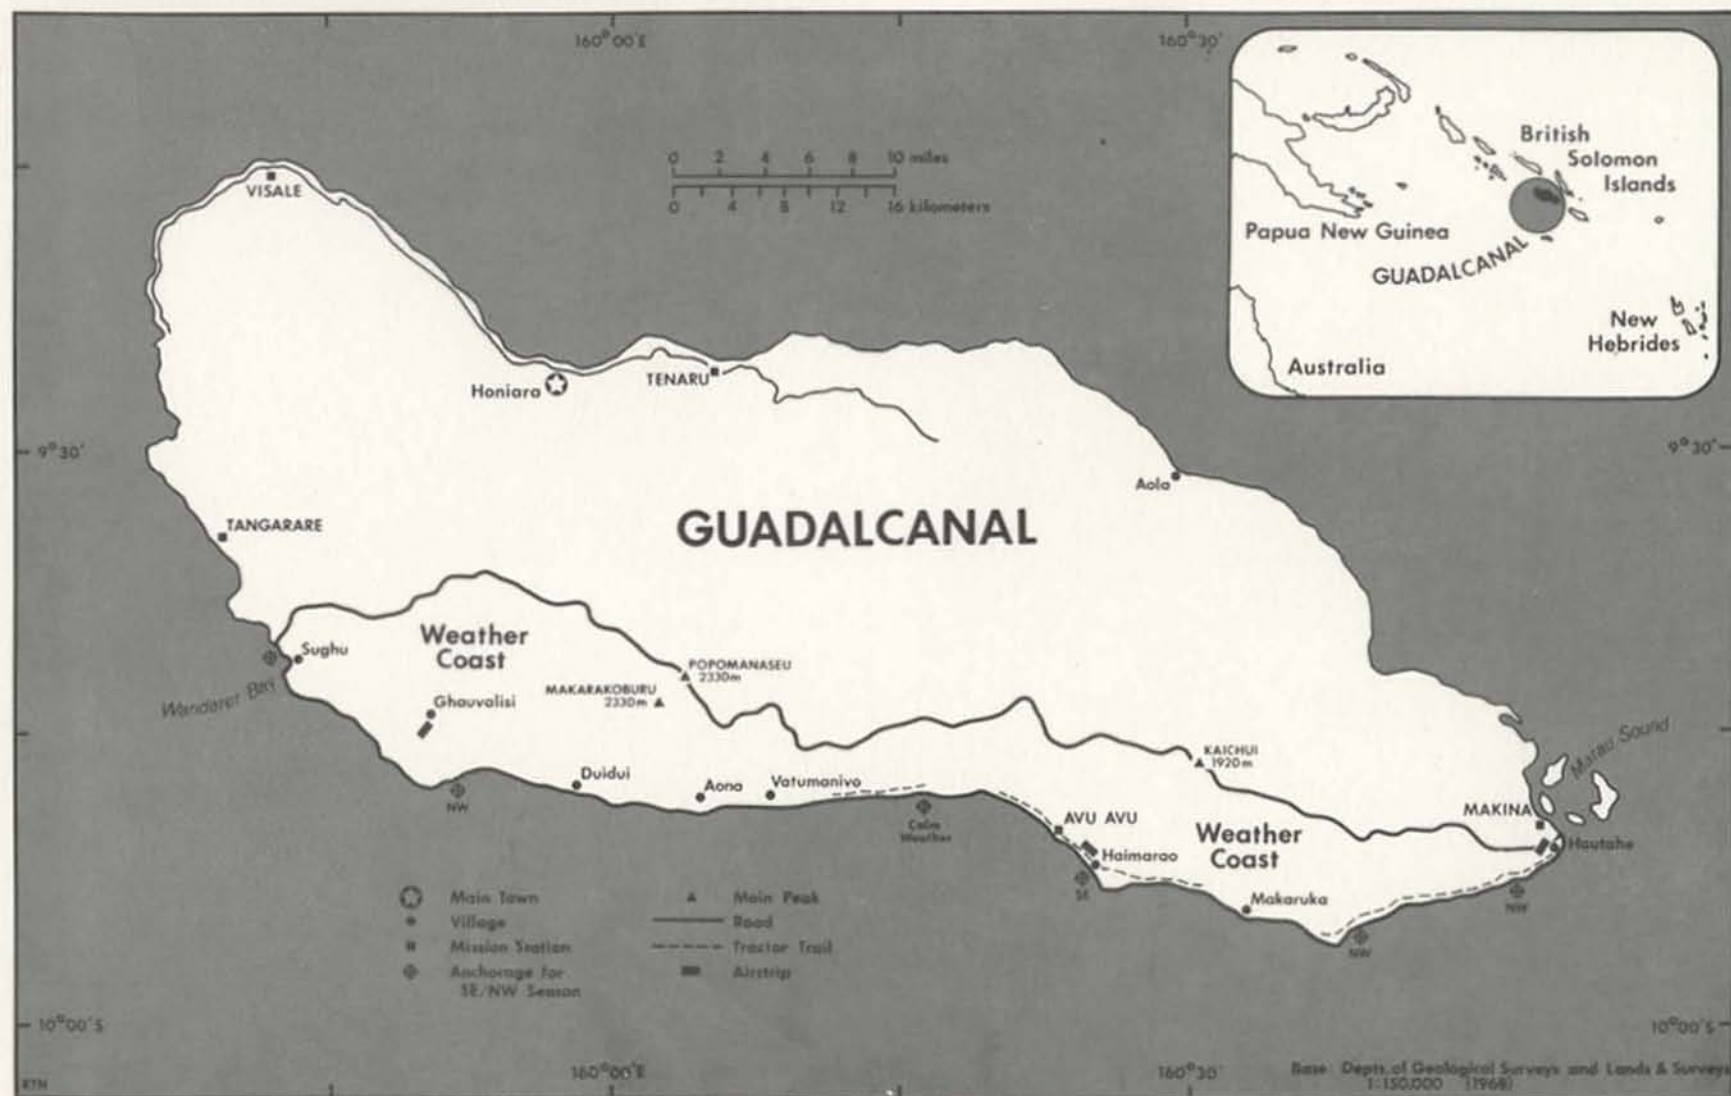 160°00'E
160°30'
0 2 4 6 8 10 miles
0 4 8 12 16 kilometers
British
Solomon
Islands
Papua New Guinea
GUADALCANAL
New
Hebrides
Australia
VISALE
Honiara
TENARU
9°30'
9°30'
Aola
GUADALCANAL
TANGARARE
Sughu
Weather
Coast
Wanderer Bay
POPOMANASEU
2330m
MAKARAKOBURU
2330m
Ghauvalisi
Marau Sound
KAICHUI
1920m
Duidui
Aona
Vatumanivo
NW
Calm
Weather
AVU AVU
MAKINA
Weather
Coast
Haimarao
Hautahe
SE
Makaruka
NW
NW
Main Town
Village
Mission Station
Anchorage for
SE/NW Season
Main Peak
Road
Tractor Trail
Airstrip
10°00'S
10°00'S
160°00'E
160°30'
Base: Depts. of Geological Surveys and Lands & Surveys
1:150,000 (1968)